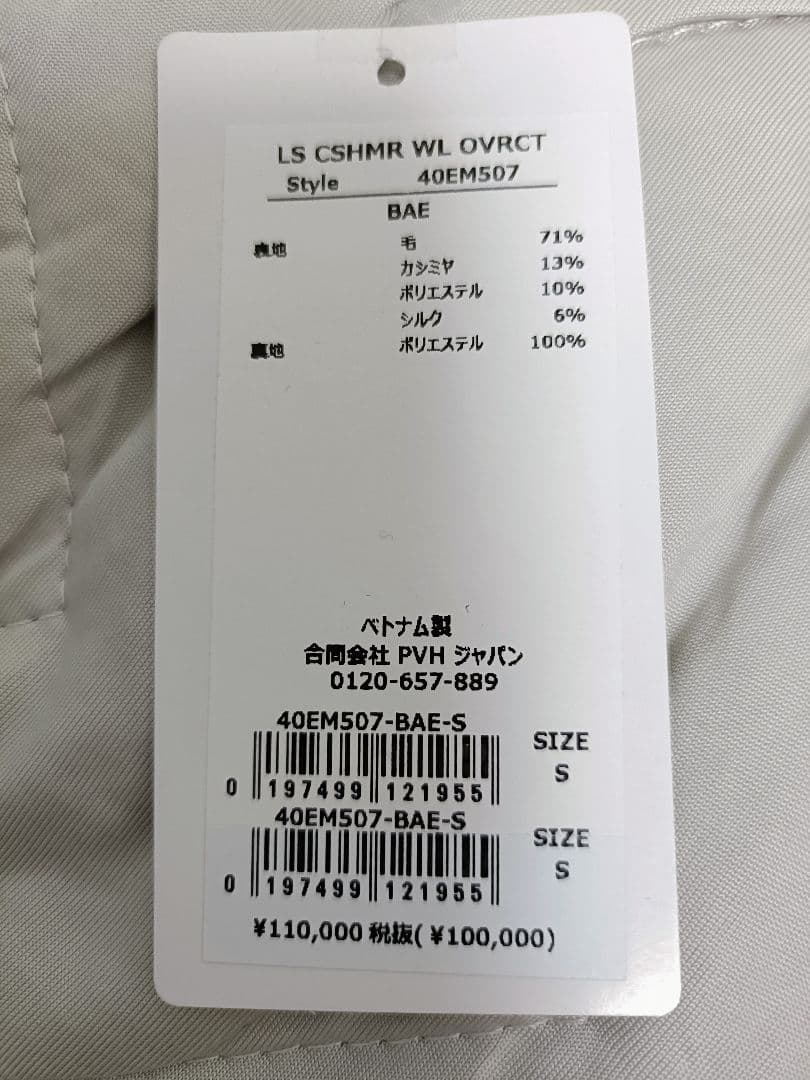 LS CSHMR WL OVRCT
Style 40EM507
BAE
表地 毛 71%
カシミヤ 13%
ポリエステル 10%
シルク 6%
裏地 ポリエステル 100%
ベトナム製
合同会社 PVH ジャパン
0120-657-889
40EM507-BAE-S
SIZE
S
0 197499 121955
40EM507-BAE-S
SIZE
S
0 197499 121955
¥110,000 税抜(¥100,000)